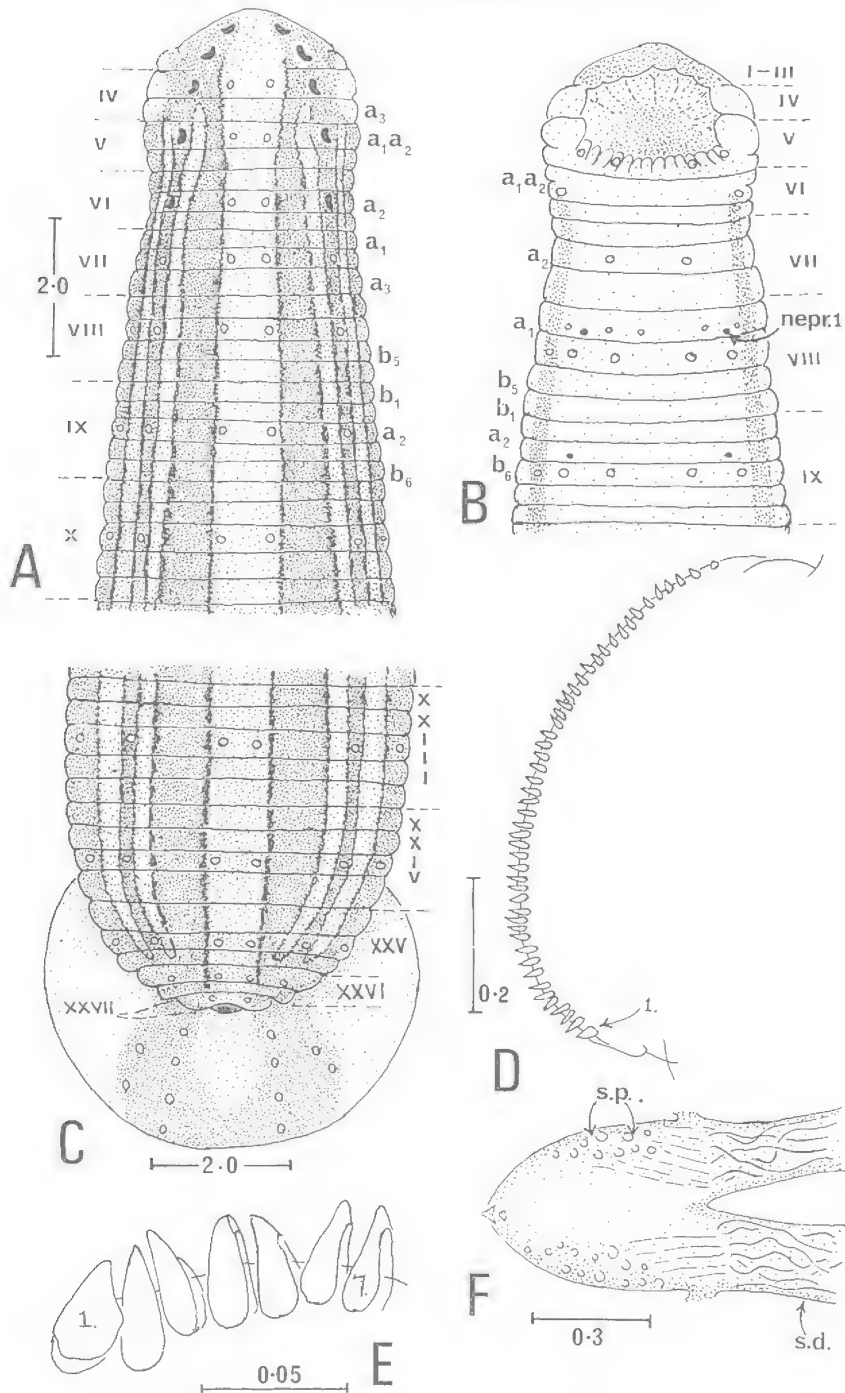 IV
V
VI
VII
VIII
IX
X
2·0
a₃
a₁a₂
a₂
a₁
a₃
b₅
b₁
a₂
b₆
A
I-III
IV
V
VI
VII
VIII
IX
a₁a₂
a₂
a₁
b₅
b₁
a₂
b₆
nepr.1
B
XXIII
XXIV
XXV
XXVI
XXVII
C
2·0
0·2
1.
D
1.
7.
E
0·05
s.p.
F
0·3
s.d.